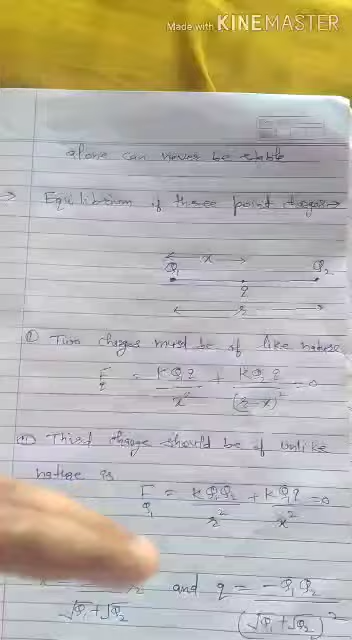 Made with KINEMASTER
alone can never be stable
→ Equilibrium of three point charges →
x
Q₁ Q₂
q
r
① Two charges must be of like nature
F_q = KQ₁q/x² + KQ₂q/(r-x)² = 0
② Third charge should be of unlike
nature as
F_Q₁ = KQ₁Q₂/r² + KQ₁q/x² = 0
and q = -Q₁Q₂/(√Q₁+√Q₂)²
√Q₁+√Q₂